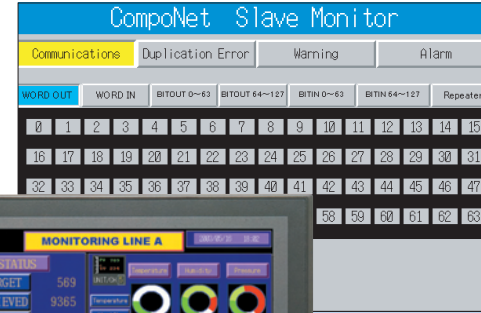 CompoNet Slave Monitor
Communications Duplication Error Warning Alarm
WORD OUT WORD IN BITOUT 0~63 BITOUT 64~127 BITIN 0~63 BITIN 64~127 Repeater
0 1 2 3 4 5 6 7 8 9 10 11 12 13 14 15
16 17 18 19 20 21 22 23 24 25 26 27 28 29 30 31
32 33 34 35 36 37 38 39 40 41 42 43 44 45 46 47
58 59 60 61 62 63
MONITORING LINE A
STATUS
Temperature Humidity Pressure
RGET 569
IEVED 9365
Temperature